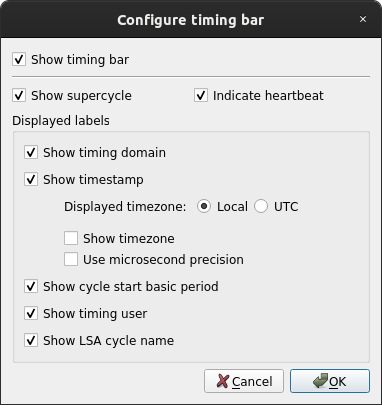 Configure timing bar
Show timing bar
Show supercycle Indicate heartbeat
Displayed labels
Show timing domain
Show timestamp
Displayed timezone: Local UTC
Show timezone
Use microsecond precision
Show cycle start basic period
Show timing user
Show LSA cycle name
Cancel OK